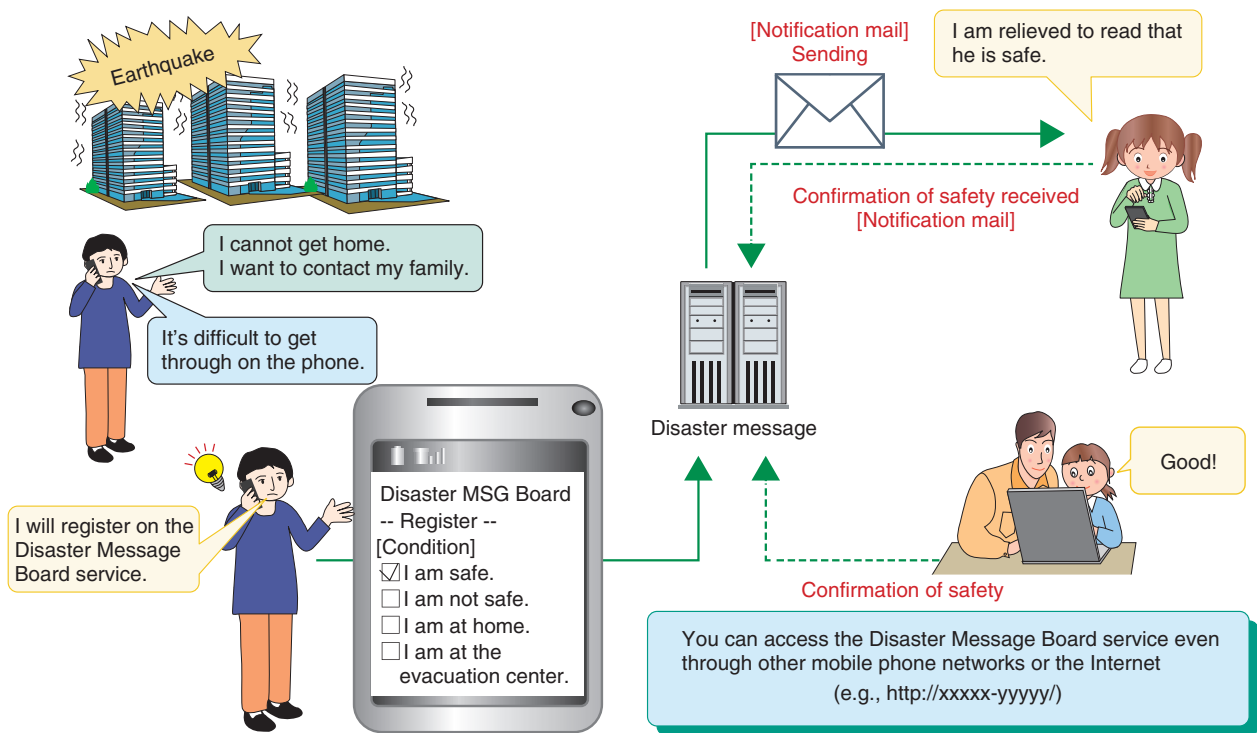 Earthquake
I cannot get home.
I want to contact my family.
It's difficult to get
through on the phone.
I will register on the
Disaster Message
Board service.
Disaster MSG Board
-- Register --
[Condition]
I am safe.
I am not safe.
I am at home.
I am at the
evacuation center.
[Notification mail]
Sending
I am relieved to read that
he is safe.
Confirmation of safety received
[Notification mail]
Disaster message
Good!
Confirmation of safety
You can access the Disaster Message Board service even
through other mobile phone networks or the Internet
(e.g., http://xxxxx-yyyyy/)